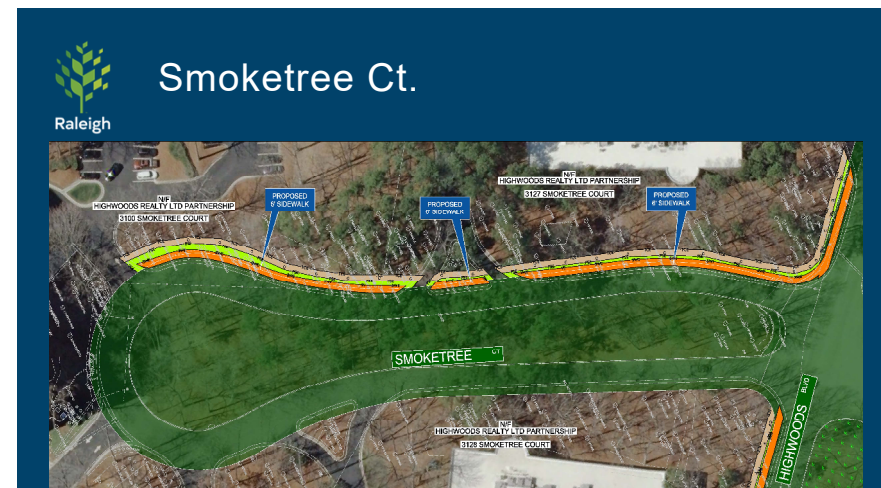 Smoketree Ct.
Raleigh
N/F
HIGHWOODS REALTY LTD PARTNERSHIP
3127 SMOKETREE COURT
N/F
HIGHWOODS REALTY LTD PARTNERSHIP
3100 SMOKETREE COURT
PROPOSED
6' SIDEWALK
PROPOSED
6' SIDEWALK
PROPOSED
6' SIDEWALK
SMOKETREE CT
HIGHWOODS BLVD
N/F
HIGHWOODS REALTY LTD PARTNERSHIP
3128 SMOKETREE COURT